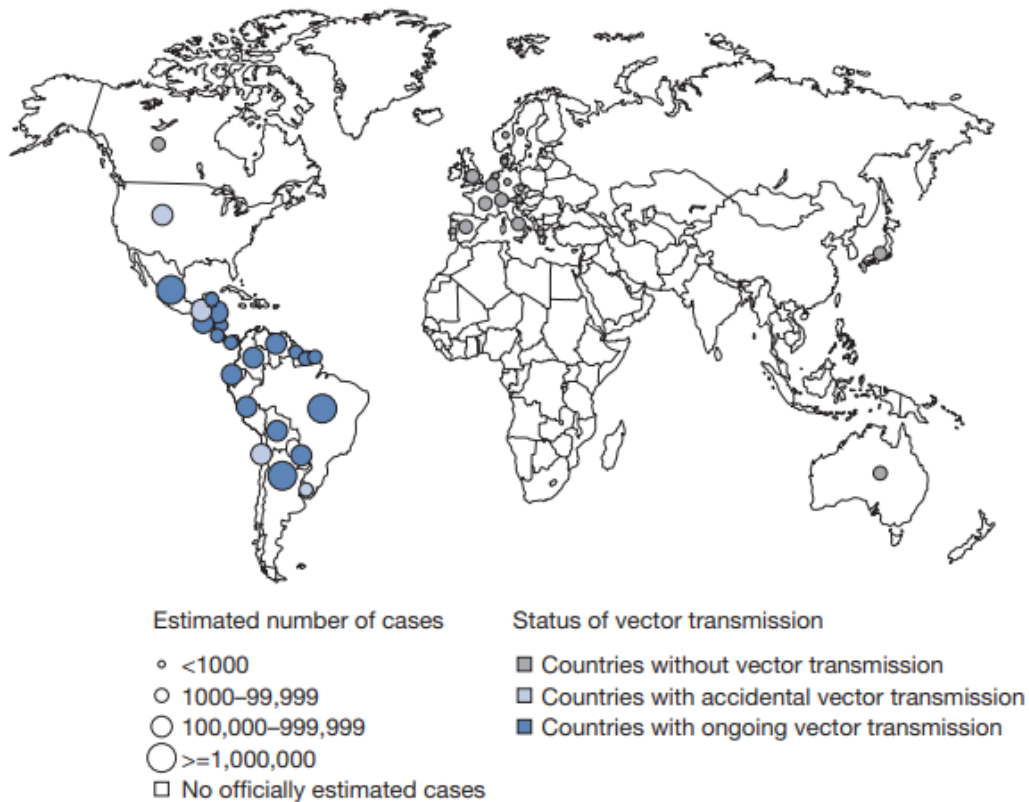 Estimated number of cases
<1000
1000–99,999
100,000–999,999
>=1,000,000
No officially estimated cases
Status of vector transmission
Countries without vector transmission
Countries with accidental vector transmission
Countries with ongoing vector transmission